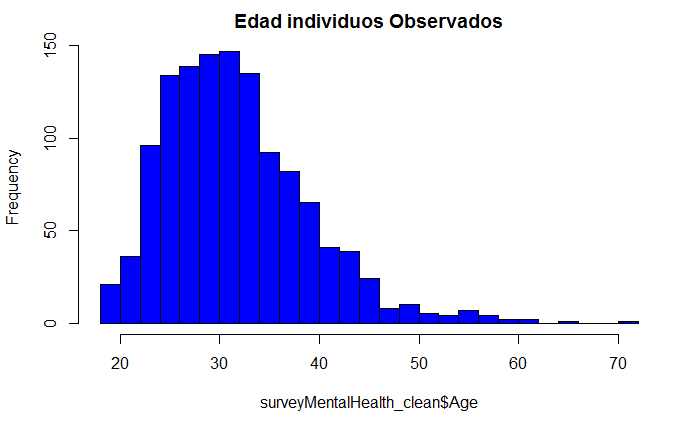 Edad individuos Observados
Frequency
150
100
50
0
20 30 40 50 60 70
surveyMentalHealth_clean$Age